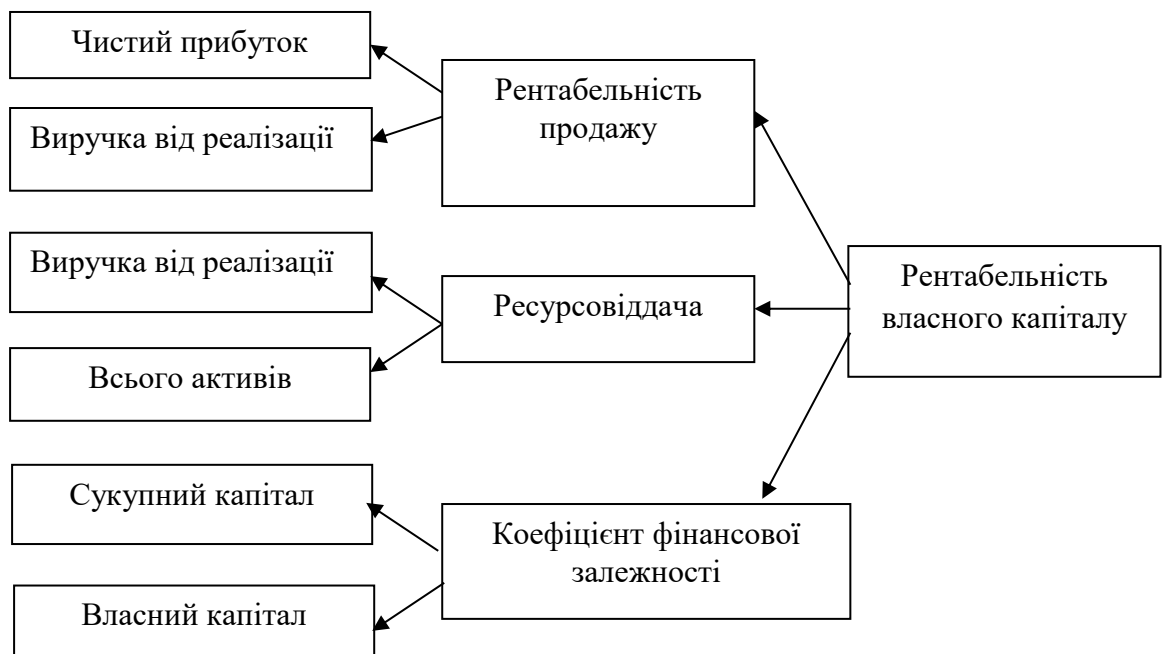 Чистий прибуток
Виручка від реалізації
Рентабельність
продажу
Виручка від реалізації
Всього активів
Ресурсовіддача
Рентабельність
власного капіталу
Сукупний капітал
Власний капітал
Коефіцієнт фінансової
залежності